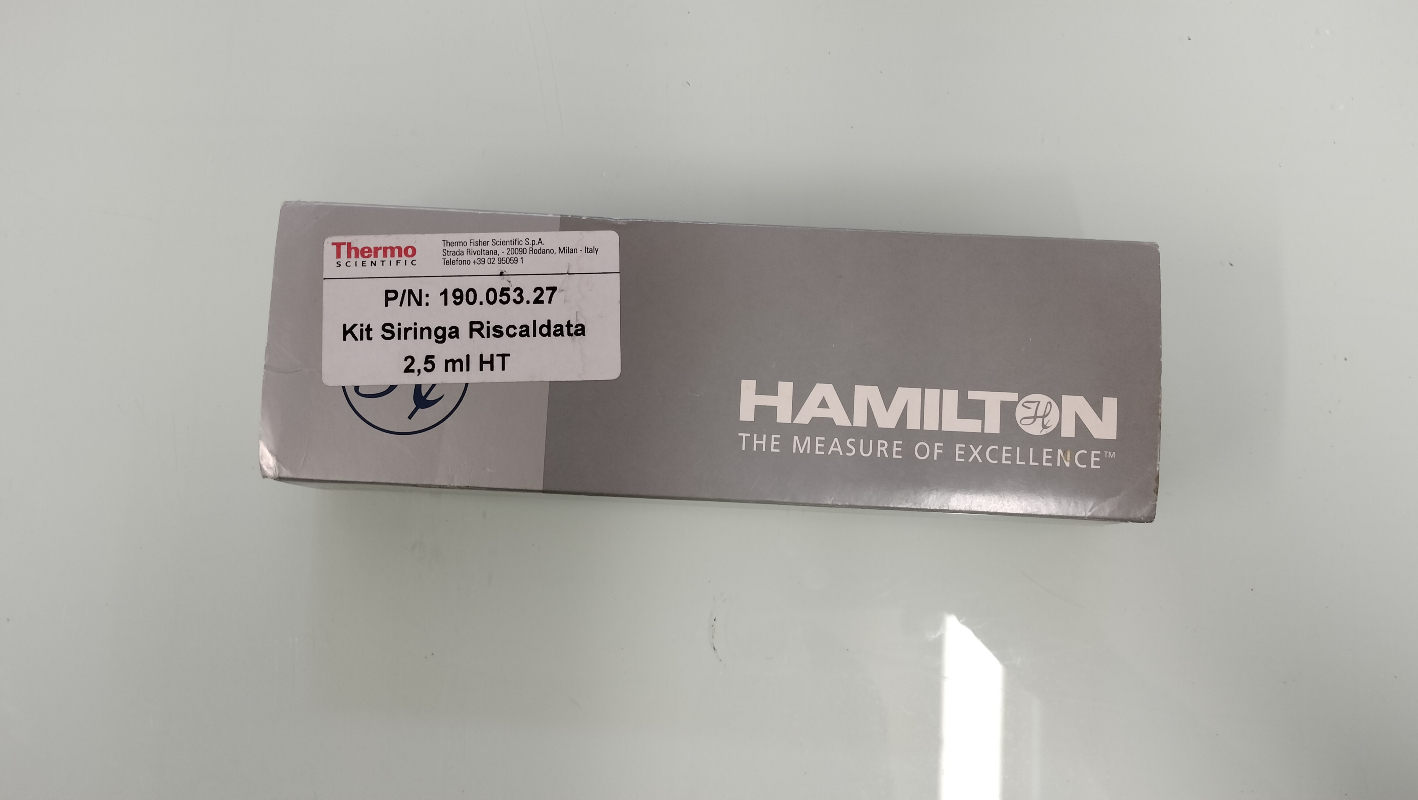 Thermo
SCIENTIFIC
Thermo Fisher Scientific S.p.A.
Strada Rivoltana, - 20090 Rodano, Milan - Italy
Telefono +39 02 95059 1
P/N: 190.053.27
Kit Siringa Riscaldata
2,5 ml HT
HAMILTON
THE MEASURE OF EXCELLENCE™